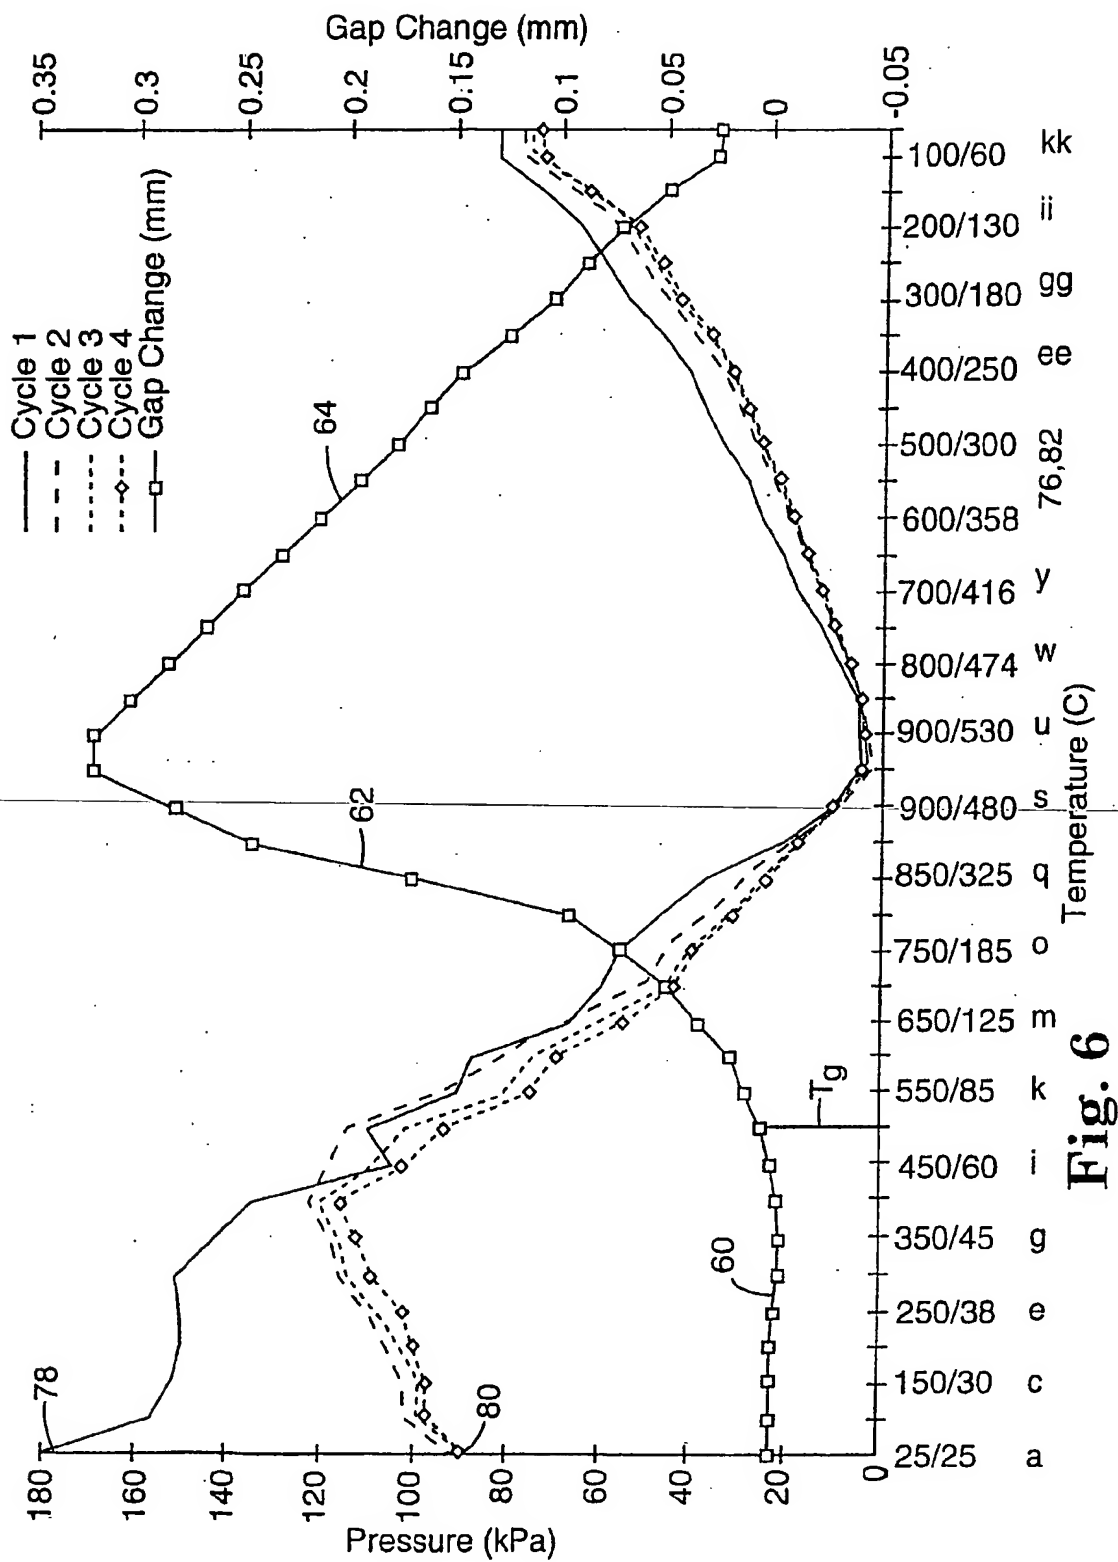 Cycle 1
Cycle 2
Cycle 3
Cycle 4
Gap Change (mm)
Pressure (kPa)
180
160
140
120
100
80
60
40
20
0
Gap Change (mm)
0.35
0.3
0.25
0.2
0.15
0.1
0.05
0
-0.05
78
80
60
62
64
Tg
25/25
150/30
250/38
350/45
450/60
550/85
650/125
750/185
850/325
900/480
900/530
800/474
700/416
600/358
500/300
400/250
300/180
200/130
100/60
a
c
e
g
i
k
m
o
q
s
u
w
y
76,82
ee
gg
ii
kk
Temperature (C)
Fig. 6